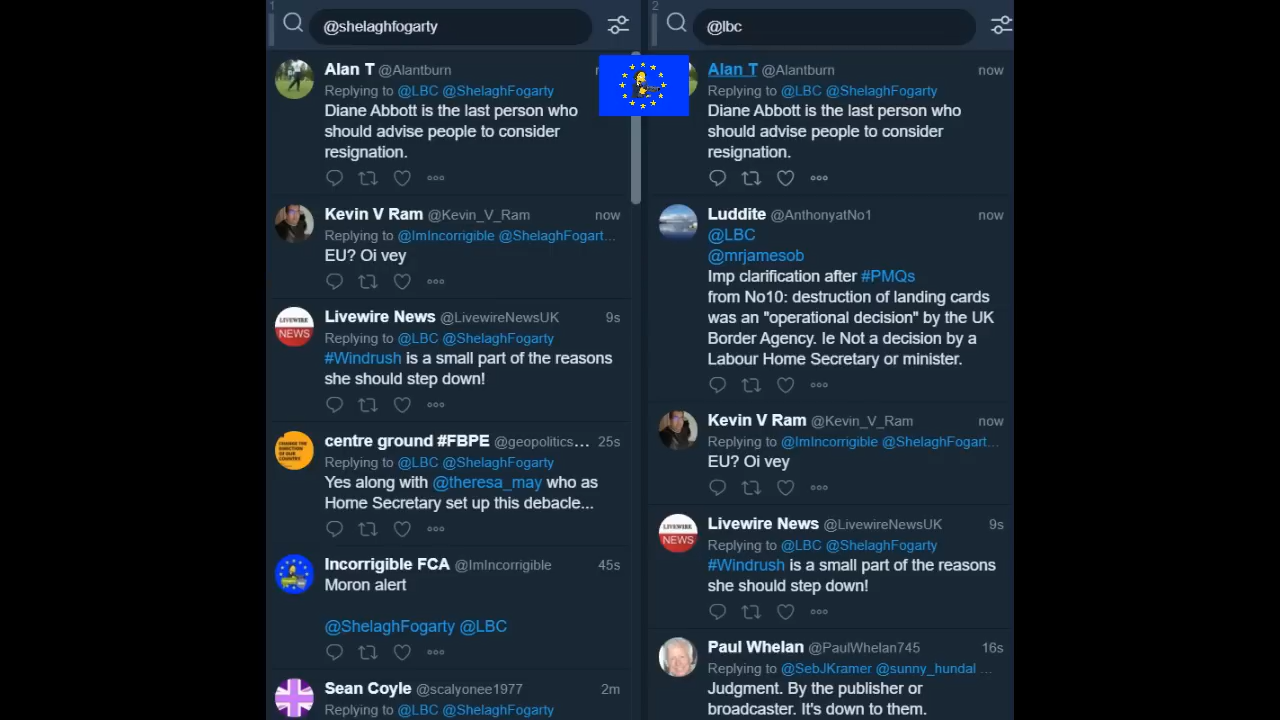 1
@shelaghfogarty
Alan T @Alantburn
Replying to @LBC @ShelaghFogarty
Diane Abbott is the last person who
should advise people to consider
resignation.
Kevin V Ram @Kevin_V_Ram now
Replying to @ImIncorrigible @ShelaghFogart...
EU? Oi vey
LIVEWIRE
NEWS
Livewire News @LivewireNewsUK 9s
Replying to @LBC @ShelaghFogarty
#Windrush is a small part of the reasons
she should step down!
centre ground #FBPE @geopolitics... 25s
Replying to @LBC @ShelaghFogarty
Yes along with @theresa_may who as
Home Secretary set up this debacle...
Incorrigible FCA @ImIncorrigible 45s
Moron alert
@ShelaghFogarty @LBC
Sean Coyle @scalyonee1977 2m
Replying to @LBC @ShelaghFogarty
2
@lbc
Alan T @Alantburn now
Replying to @LBC @ShelaghFogarty
Diane Abbott is the last person who
should advise people to consider
resignation.
Luddite @AnthonyatNo1 now
@LBC
@mrjamesob
Imp clarification after #PMQs
from No10: destruction of landing cards
was an "operational decision" by the UK
Border Agency. Ie Not a decision by a
Labour Home Secretary or minister.
Kevin V Ram @Kevin_V_Ram now
Replying to @ImIncorrigible @ShelaghFogart...
EU? Oi vey
LIVEWIRE
NEWS
Livewire News @LivewireNewsUK 9s
Replying to @LBC @ShelaghFogarty
#Windrush is a small part of the reasons
she should step down!
Paul Whelan @PaulWhelan745 16s
Replying to @SebJKramer @sunny_hundal ...
Judgment. By the publisher or
broadcaster. It's down to them.